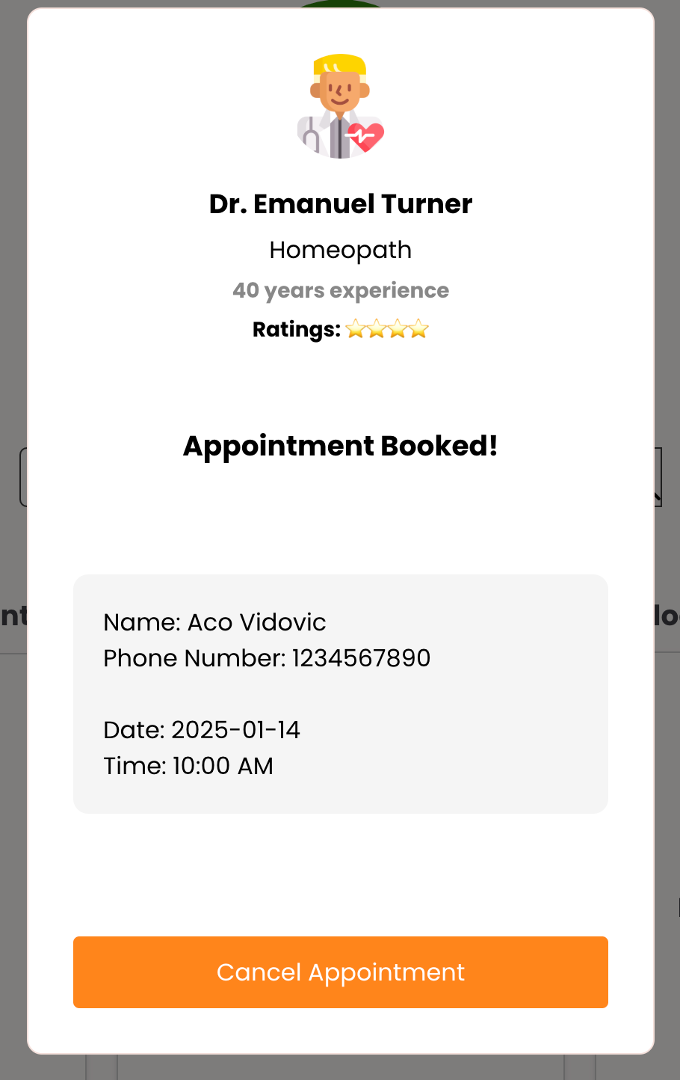 Dr. Emanuel Turner
Homeopath
40 years experience
Ratings: ⭐⭐⭐⭐
Appointment Booked!
Name: Aco Vidovic
Phone Number: 1234567890
Date: 2025-01-14
Time: 10:00 AM
Cancel Appointment